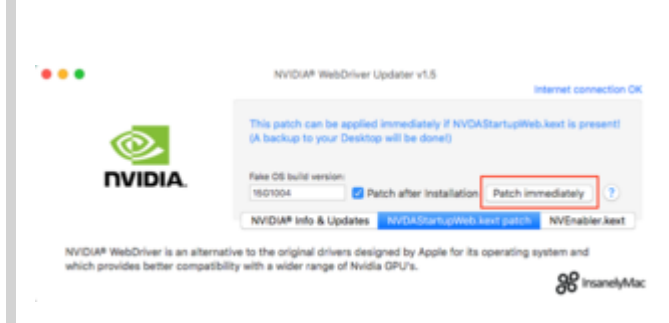 NVIDIA® WebDriver Updater v1.5
Internet connection OK
This patch can be applied immediately if NVDAStartupWeb.kext is present!
(A backup to your Desktop will be done!)
NVIDIA.
Fake OS build version:
16G1004 Patch after Installation Patch immediately ?
NVIDIA® Info & Updates NVDAStartupWeb.kext patch NVEnabler.kext
NVIDIA® WebDriver is an alternative to the original drivers designed by Apple for its operating system and
which provides better compatibility with a wider range of Nvidia GPU's.
InsanelyMac